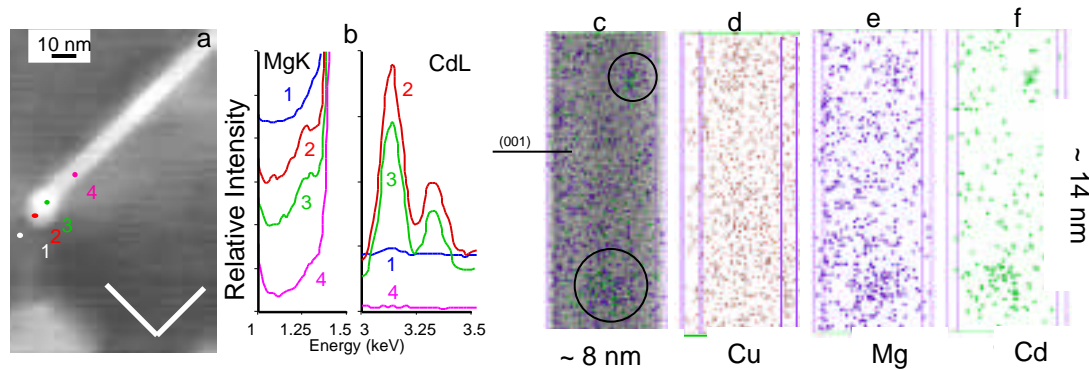 a
10 nm
1
2
3
4
b
MgK
CdL
1
2
3
4
2
3
1
4
Relative Intensity
1
1.25
1.5
3
3.25
3.5
Energy (keV)
c
d
e
f
(001)
~ 14 nm
~ 8 nm
Cu
Mg
Cd